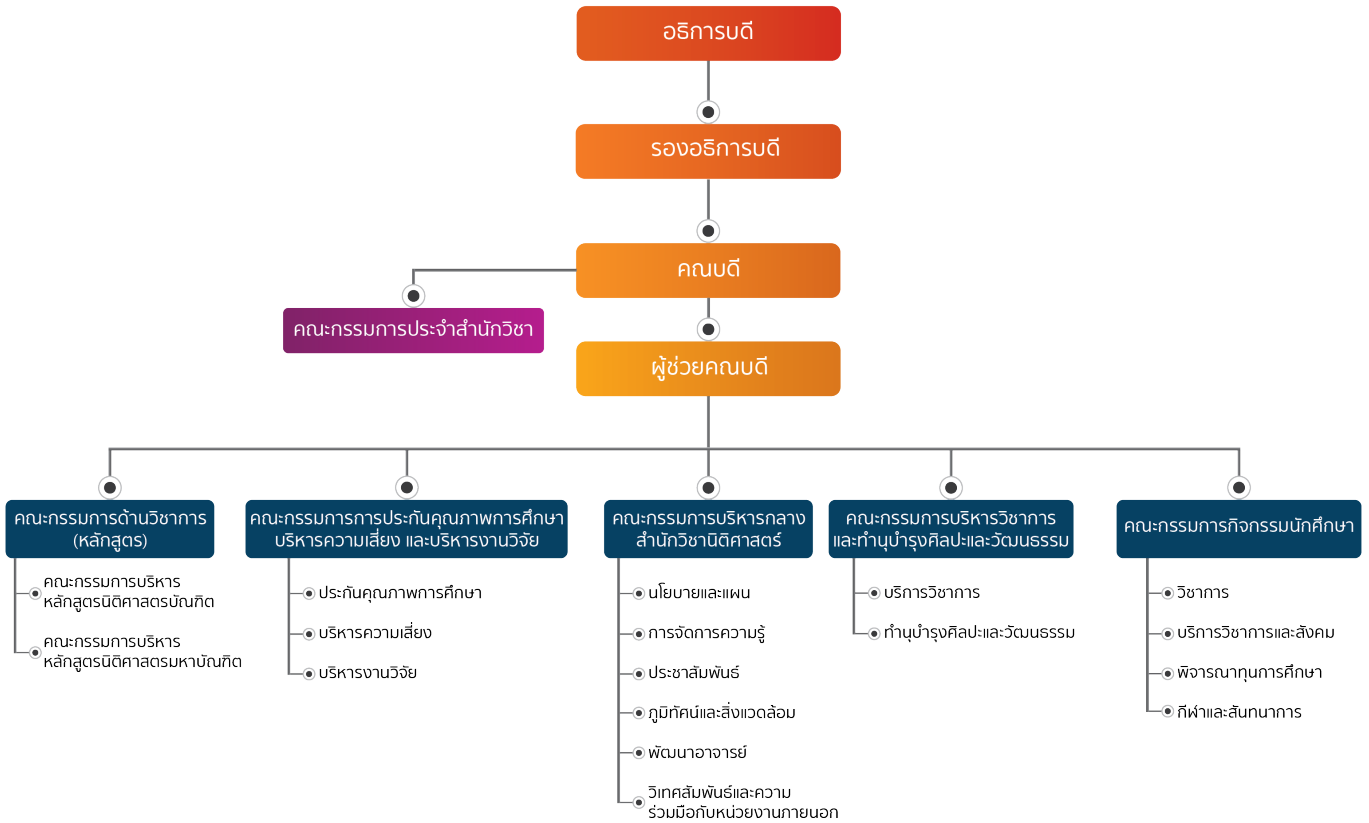 อธิการบดี
รองอธิการบดี
คณบดี
คณะกรรมการประจำสำนักวิชา
ผู้ช่วยคณบดี
คณะกรรมการด้านวิชาการ
(หลักสูตร)
คณะกรรมการบริหาร
หลักสูตรนิติศาสตรบัณฑิต
คณะกรรมการบริหาร
หลักสูตรนิติศาสตรมหาบัณฑิต
คณะกรรมการการประกันคุณภาพการศึกษา
บริหารความเสี่ยง และบริหารงานวิจัย
ประกันคุณภาพการศึกษา
บริหารความเสี่ยง
บริหารงานวิจัย
คณะกรรมการบริหารกลาง
สำนักวิชานิติศาสตร์
นโยบายและแผน
การจัดการความรู้
ประชาสัมพันธ์
ภูมิทัศน์และสิ่งแวดล้อม
พัฒนาอาจารย์
วิเทศสัมพันธ์และความ
ร่วมมือกับหน่วยงานภายนอก
คณะกรรมการบริหารวิชาการ
และทำนุบำรุงศิลปะและวัฒนธรรม
บริการวิชาการ
ทำนุบำรุงศิลปะและวัฒนธรรม
คณะกรรมการกิจกรรมนักศึกษา
วิชาการ
บริการวิชาการและสังคม
พิจารณาทุนการศึกษา
กีฬาและสันทนาการ